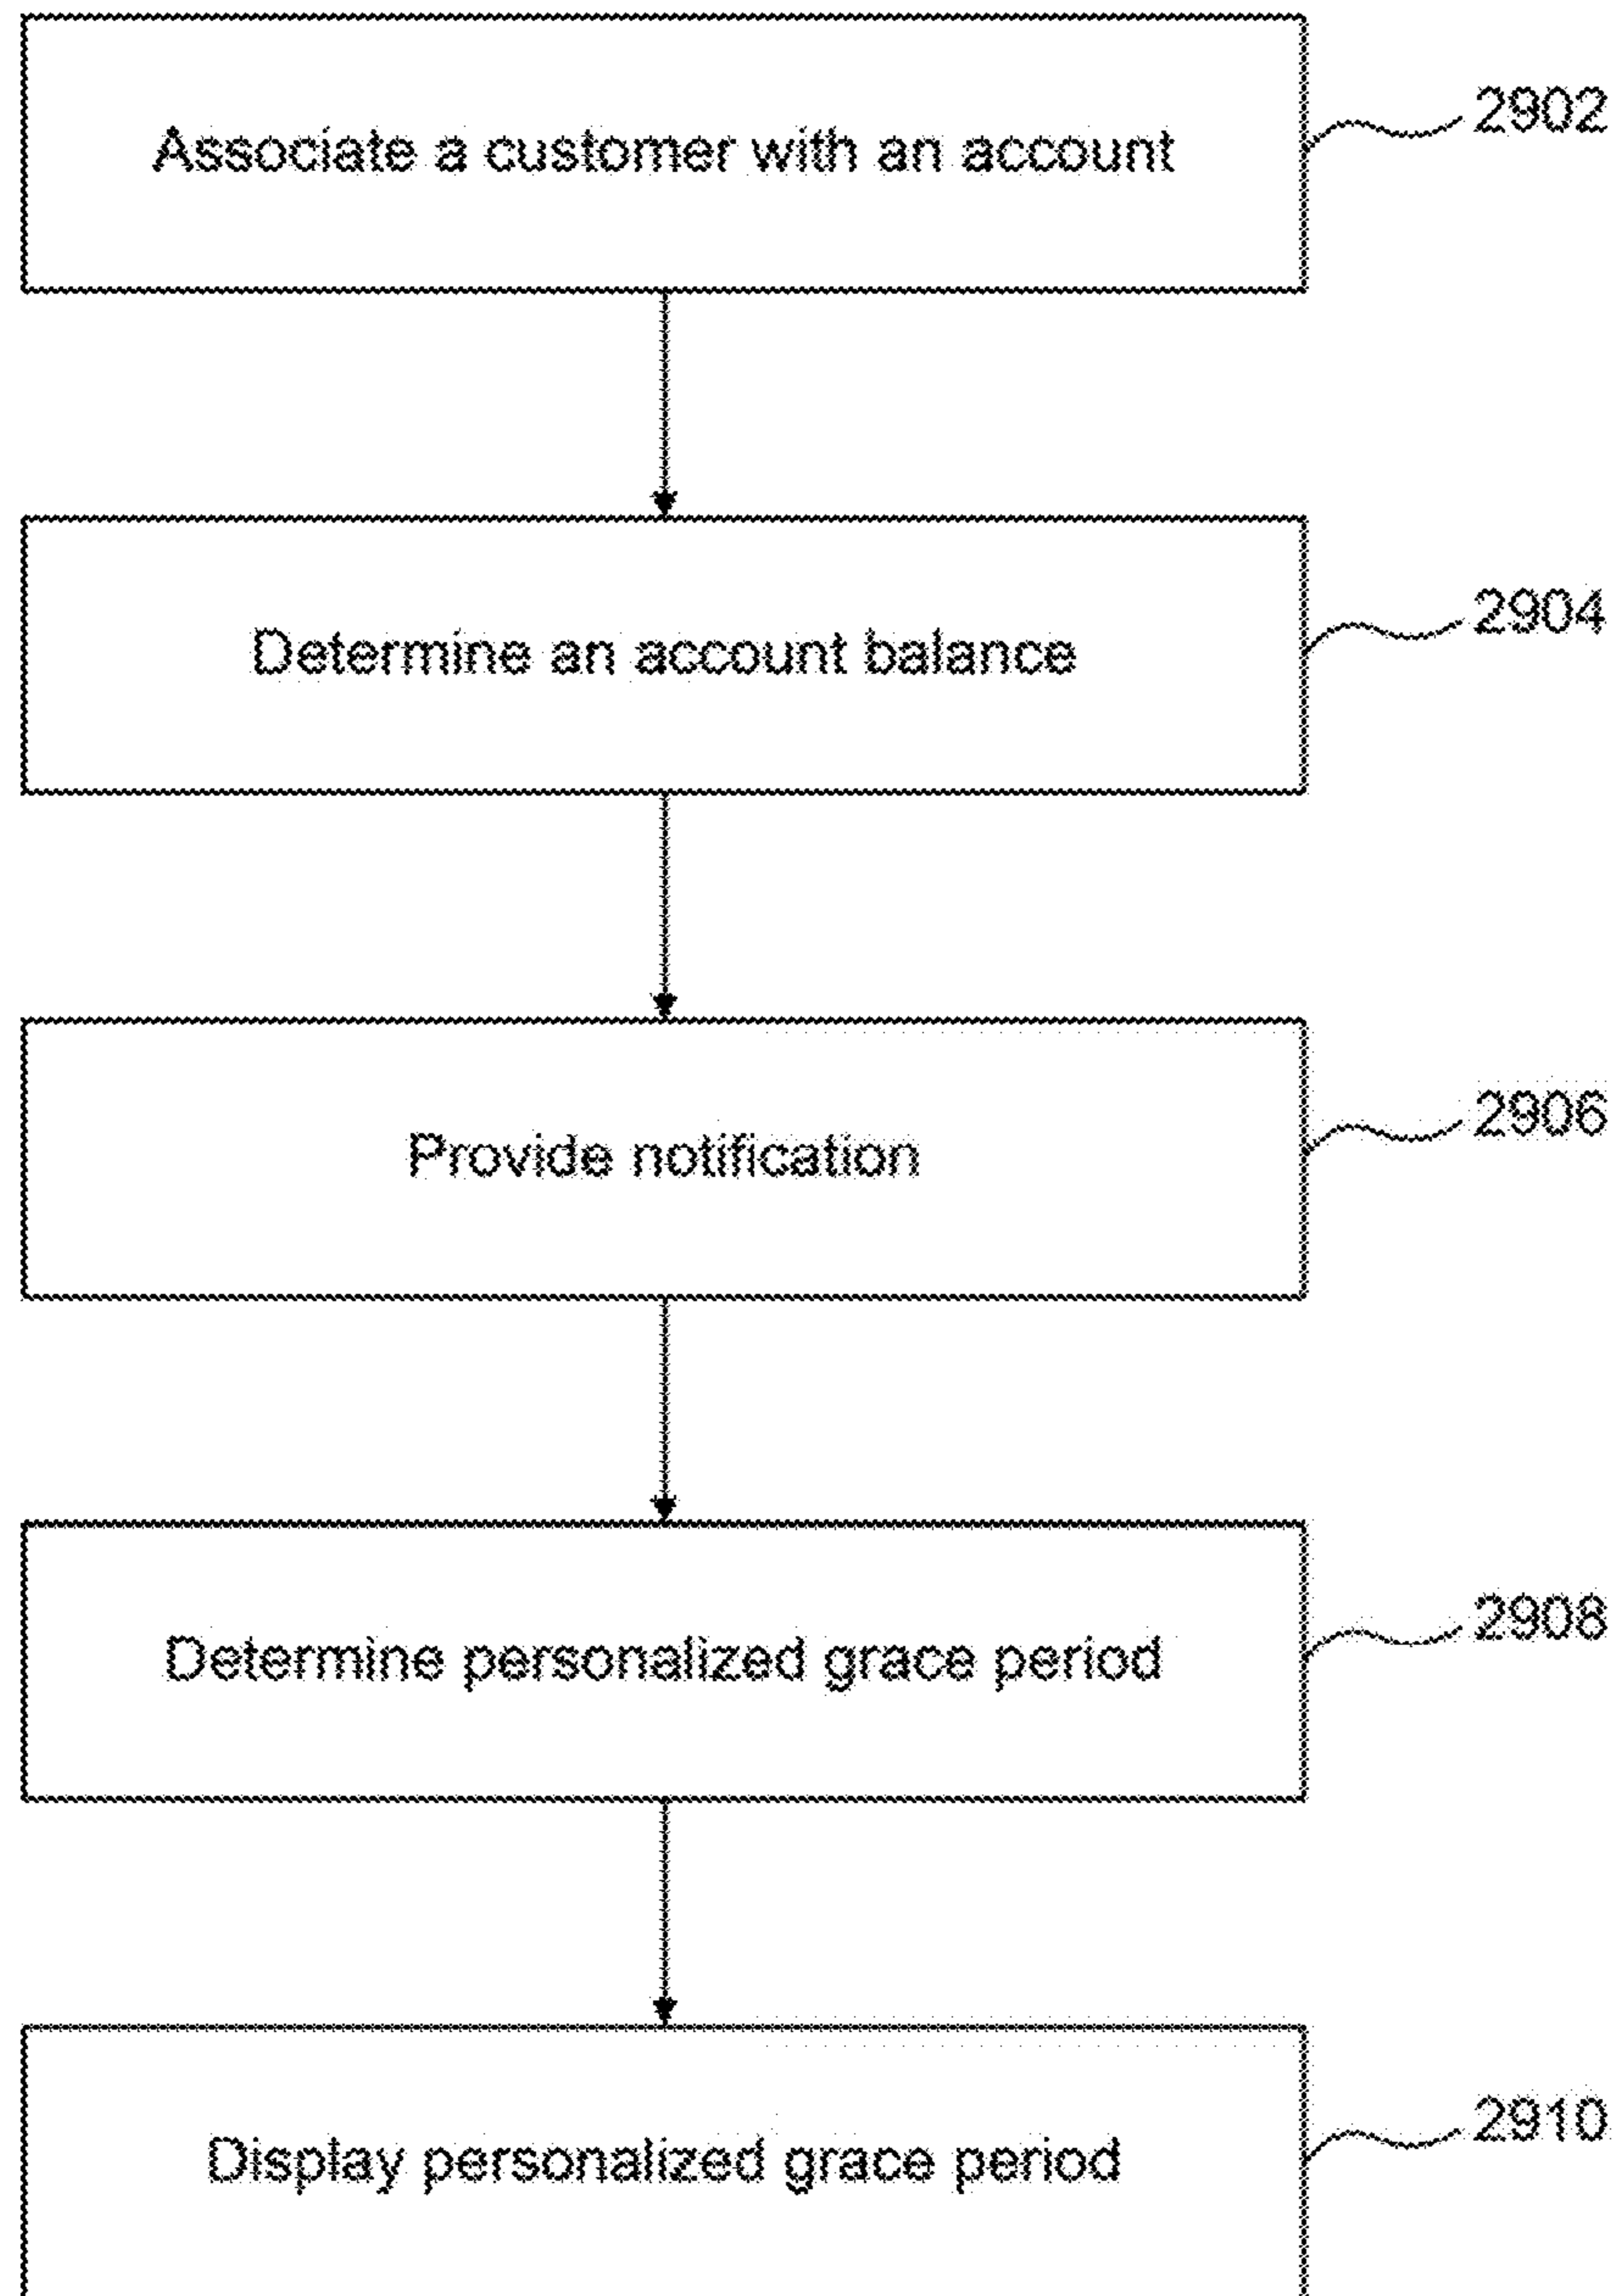 Associate a customer with an account
2902
Determine an account balance
2904
Provide notification
2906
Determine personalized grace period
2908
Display personalized grace period
2910